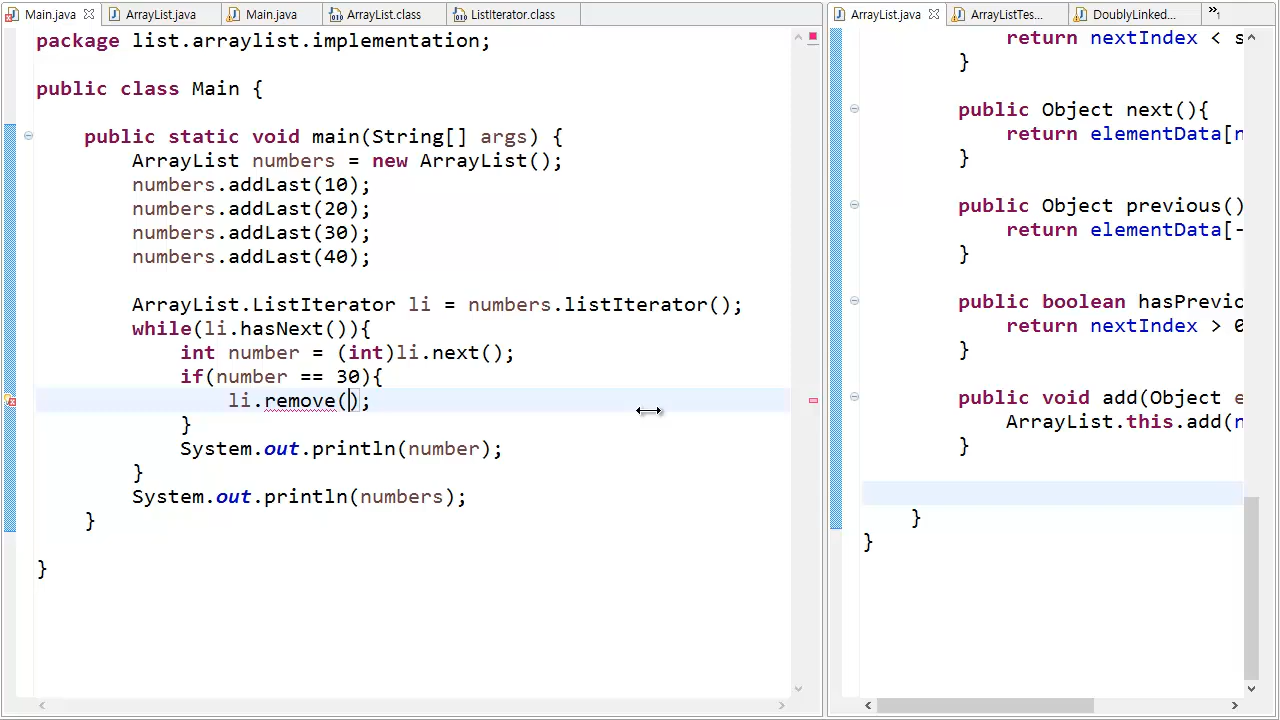 Main.java ArrayList.java Main.java ArrayList.class ListIterator.class
package list.arraylist.implementation;
public class Main {
public static void main(String[] args) {
ArrayList numbers = new ArrayList();
numbers.addLast(10);
numbers.addLast(20);
numbers.addLast(30);
numbers.addLast(40);
ArrayList.ListIterator li = numbers.listIterator();
while(li.hasNext()){
int number = (int)li.next();
if(number == 30){
li.remove();
}
System.out.println(number);
}
System.out.println(numbers);
}
}
ArrayList.java ArrayListTes... DoublyLinked... »1
return nextIndex < s
}
public Object next(){
return elementData[n
}
public Object previous()
return elementData[-
}
public boolean hasPrevio
return nextIndex > 0
}
public void add(Object e
ArrayList.this.add(n
}
}
}